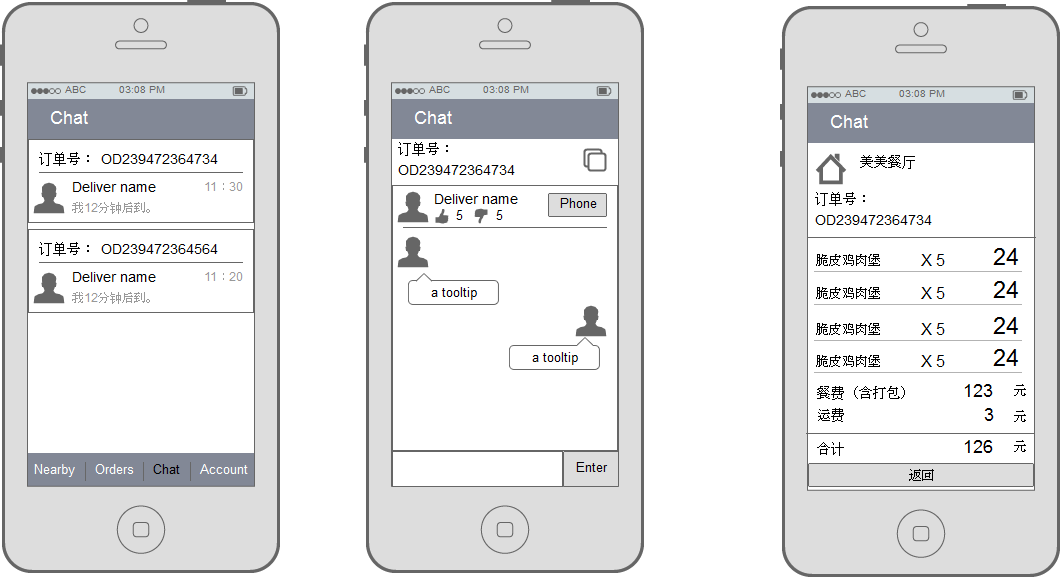 ABC 03:08 PM
Chat
订单号： OD239472364734
Deliver name 11：30
我12分钟后到。
订单号： OD239472364564
Deliver name 11：20
我12分钟后到。
Nearby Orders Chat Account
ABC 03:08 PM
Chat
订单号：
OD239472364734
Deliver name
5 5
Phone
a tooltip
a tooltip
Enter
ABC 03:08 PM
Chat
美美餐厅
订单号：
OD239472364734
脆皮鸡肉堡 X 5 24
脆皮鸡肉堡 X 5 24
脆皮鸡肉堡 X 5 24
脆皮鸡肉堡 X 5 24
餐费（含打包） 123 元
运费 3 元
合计 126 元
返回